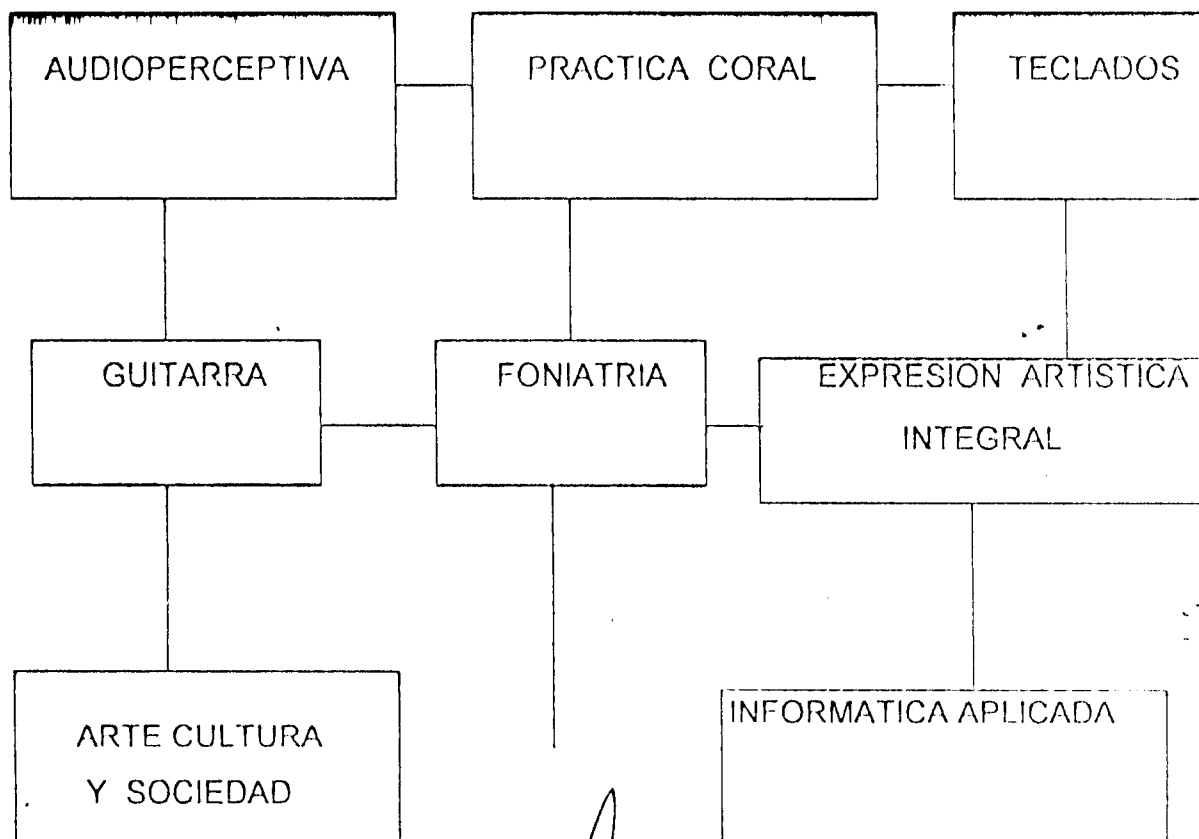 AUDIOPERCEPTIVA
PRACTICA CORAL
TECLADOS
GUITARRA
FONIATRIA
EXPRESION ARTISTICA
INTEGRAL
ARTE CULTURA
Y SOCIEDAD
INFORMATICA APLICADA